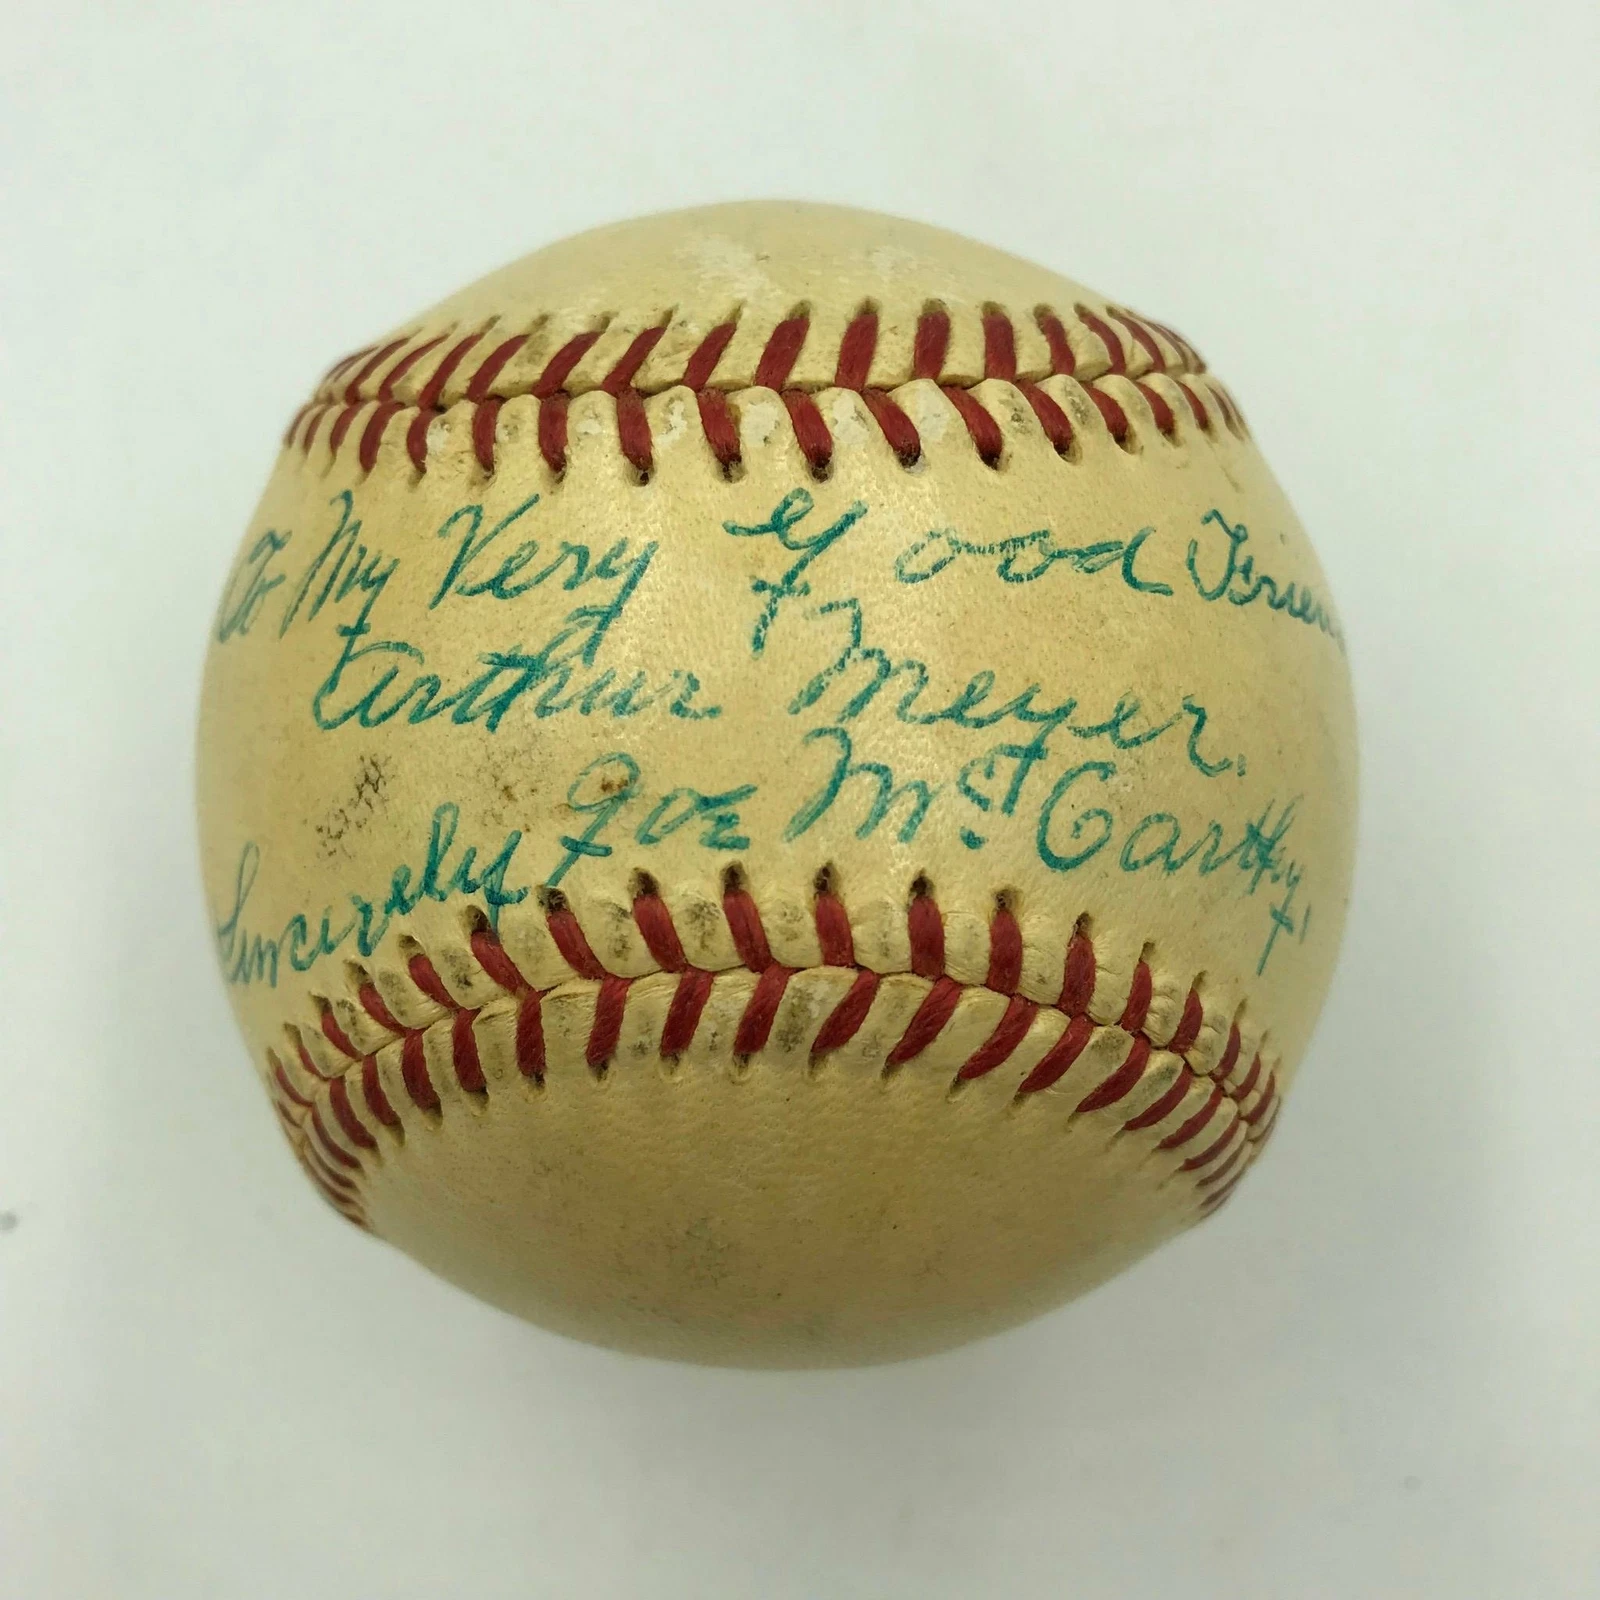 To My Very Good Friend
Arthur Meyer.
Sincerely Joe McCarthy